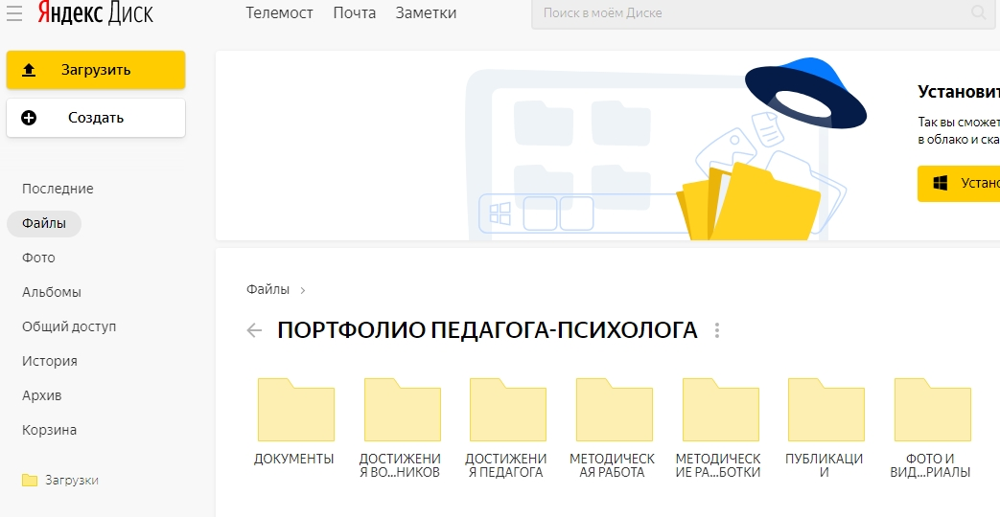 Яндекс Диск
Телемост Почта Заметки
Поиск в моём Диске
Загрузить
Создать
Последние
Файлы
Фото
Альбомы
Общий доступ
История
Архив
Корзина
Загрузки
Установит
Так вы сможете
в облако и ска
Устано
Файлы
ПОРТФОЛИО ПЕДАГОГА-ПСИХОЛОГА
ДОКУМЕНТЫ
ДОСТИЖЕНИ
Я ВО...НИКОВ
ДОСТИЖЕНИ
Я ПЕДАГОГА
МЕТОДИЧЕСК
АЯ РАБОТА
МЕТОДИЧЕСК
ИЕ РА...БОТКИ
ПУБЛИКАЦИ
И
ФОТО И
ВИД...РИАЛЫ